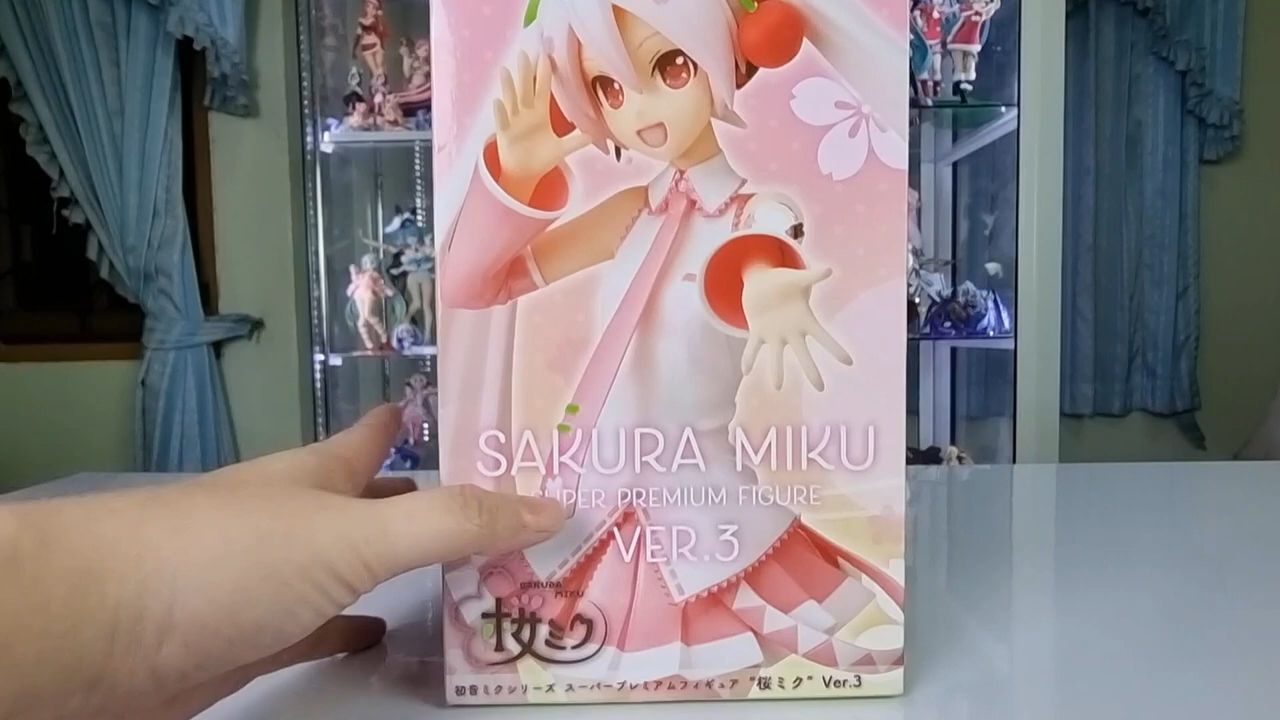 SAKURA MIKU
SUPER PREMIUM FIGURE
VER.3
SAKURA
MIKU
桜ミク
初音ミクシリーズ スーパープレミアムフィギュア "桜ミク" Ver.3